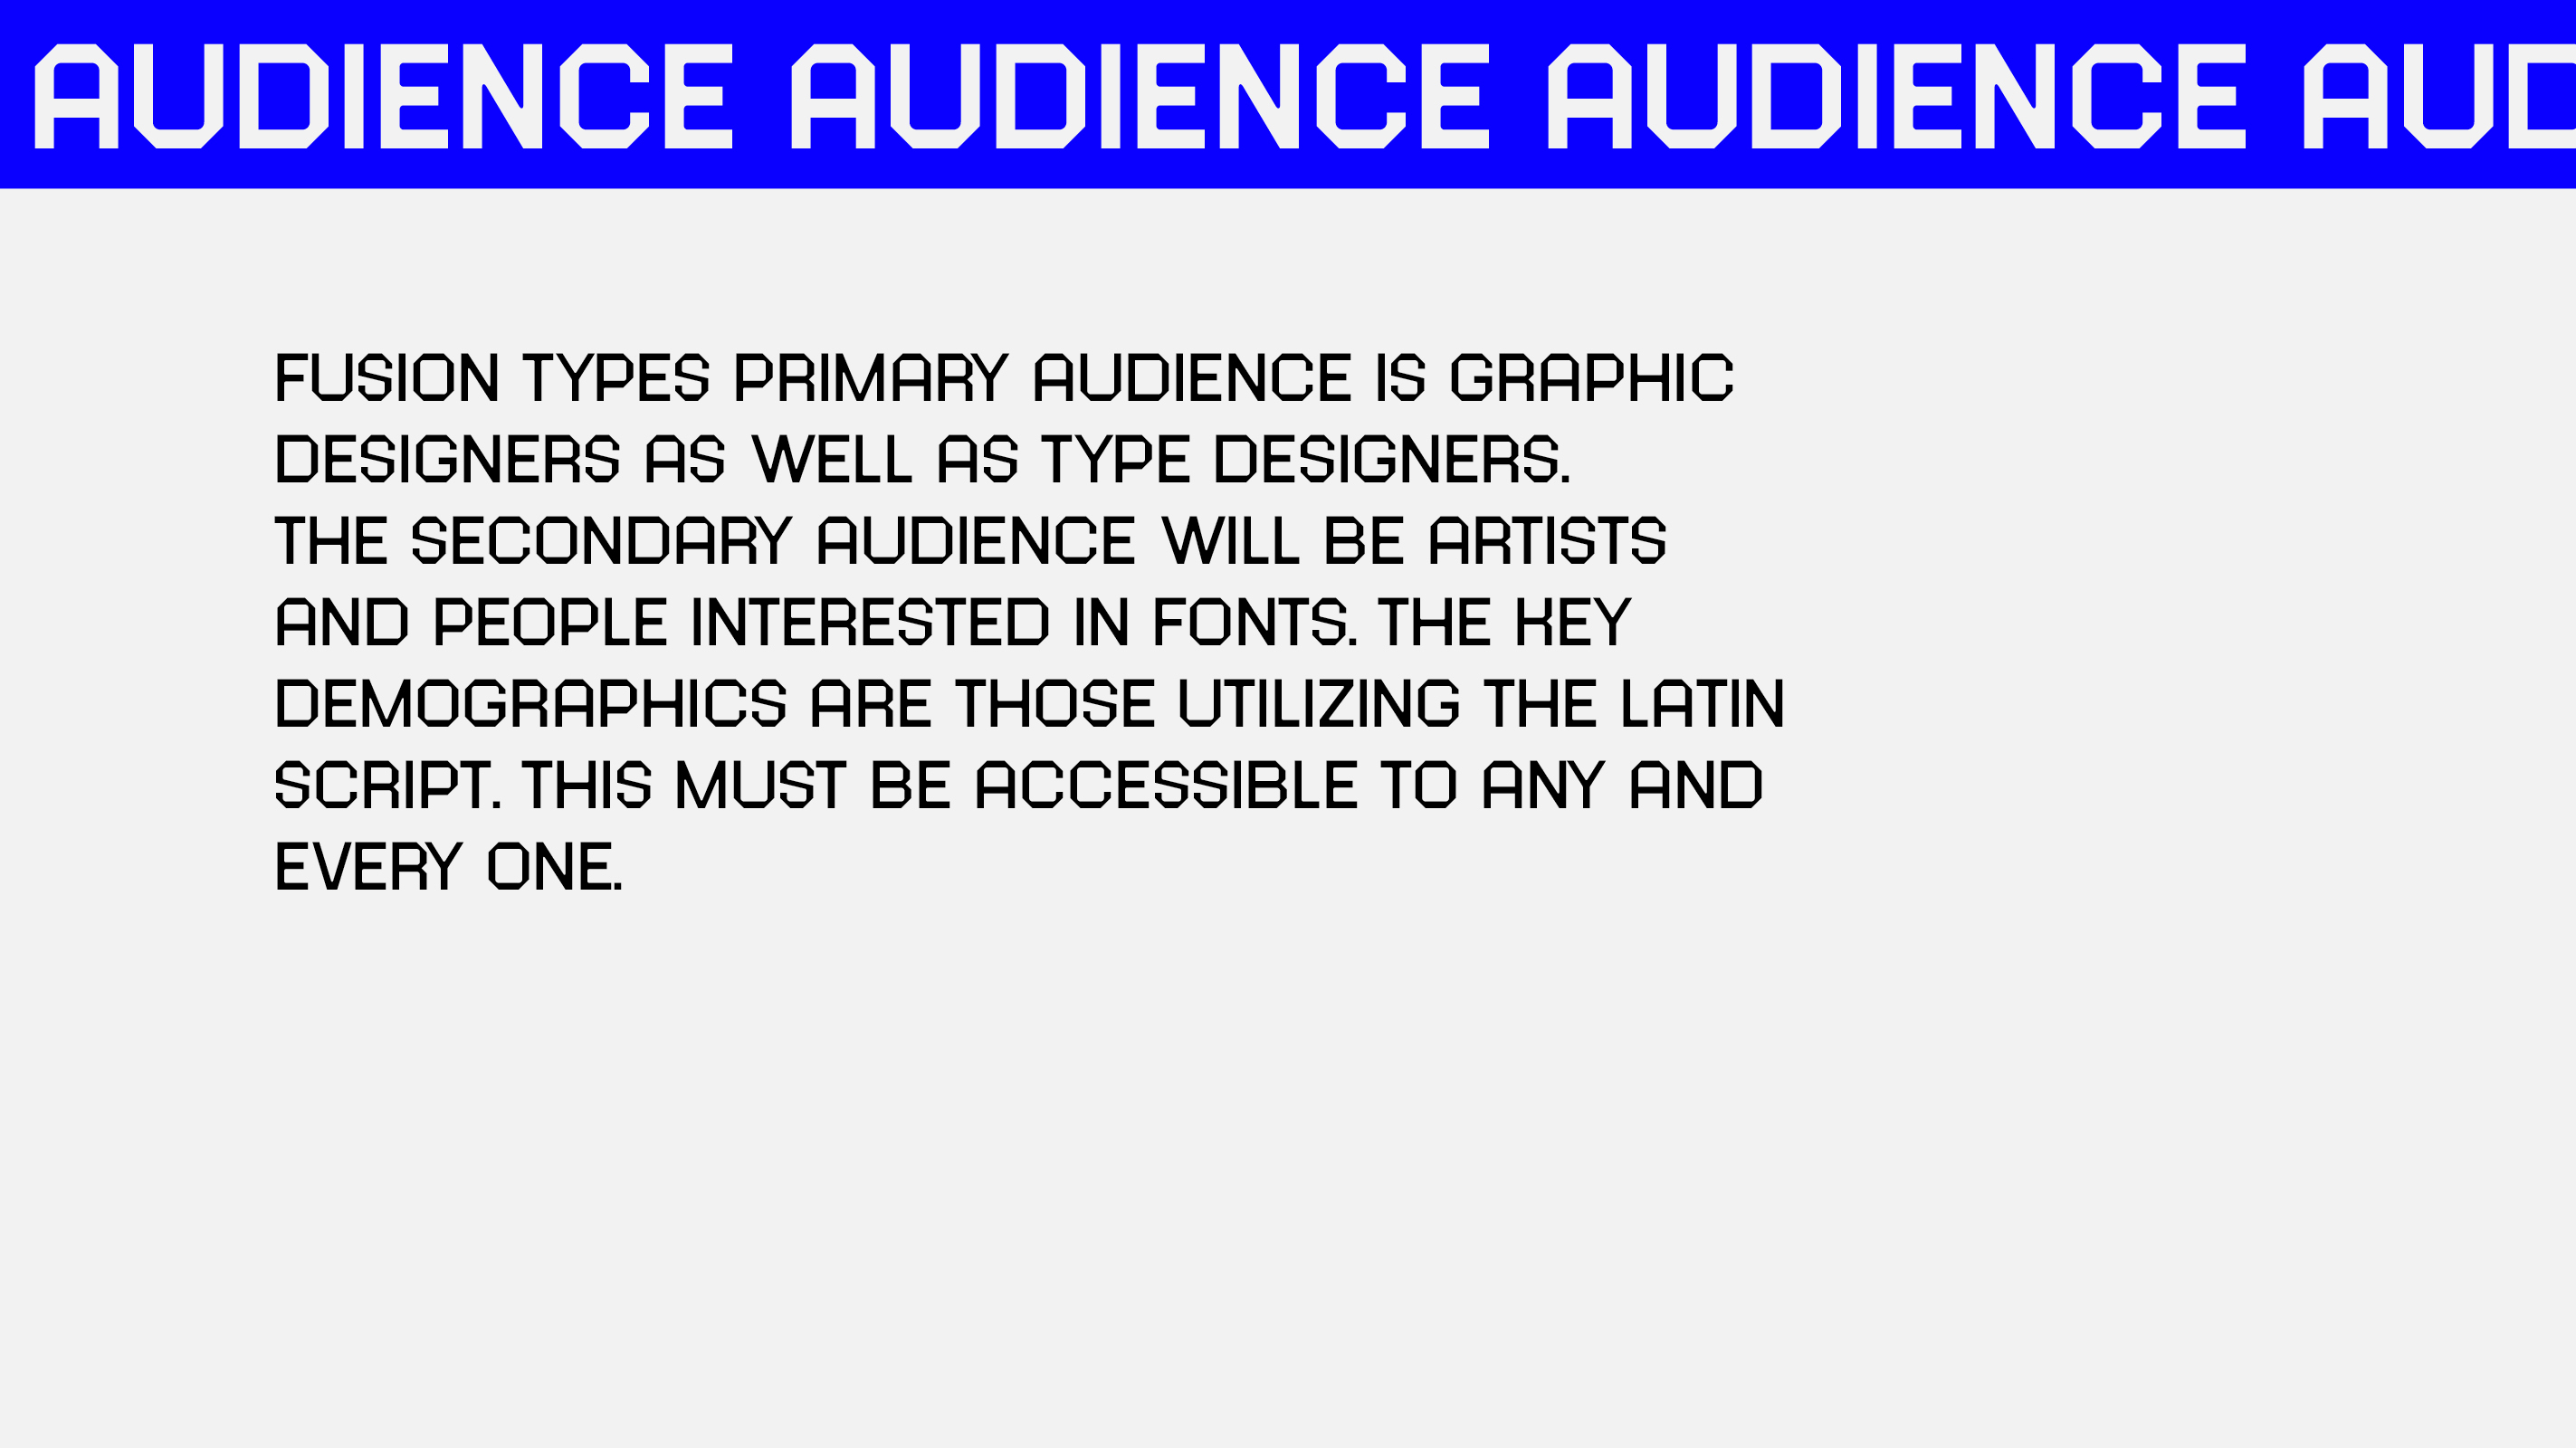 AUDIENCE AUDIENCE AUDIENCE AUD
FUSION TYPES PRIMARY AUDIENCE IS GRAPHIC
DESIGNERS AS WELL AS TYPE DESIGNERS.
THE SECONDARY AUDIENCE WILL BE ARTISTS
AND PEOPLE INTERESTED IN FONTS. THE KEY
DEMOGRAPHICS ARE THOSE UTILIZING THE LATIN
SCRIPT. THIS MUST BE ACCESSIBLE TO ANY AND
EVERY ONE.